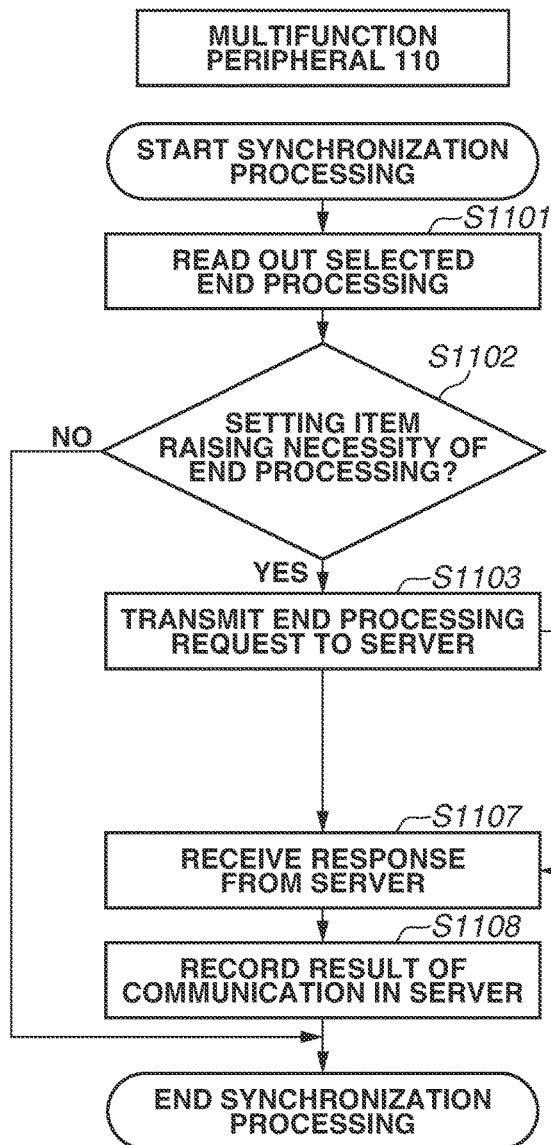 MULTIFUNCTION
PERIPHERAL 110
START SYNCHRONIZATION
PROCESSING
S1101
READ OUT SELECTED
END PROCESSING
S1102
SETTING ITEM
RAISING NECESSITY OF
END PROCESSING?
NO
YES
S1103
TRANSMIT END PROCESSING
REQUEST TO SERVER
S1107
RECEIVE RESPONSE
FROM SERVER
S1108
RECORD RESULT OF
COMMUNICATION IN SERVER
END SYNCHRONIZATION
PROCESSING